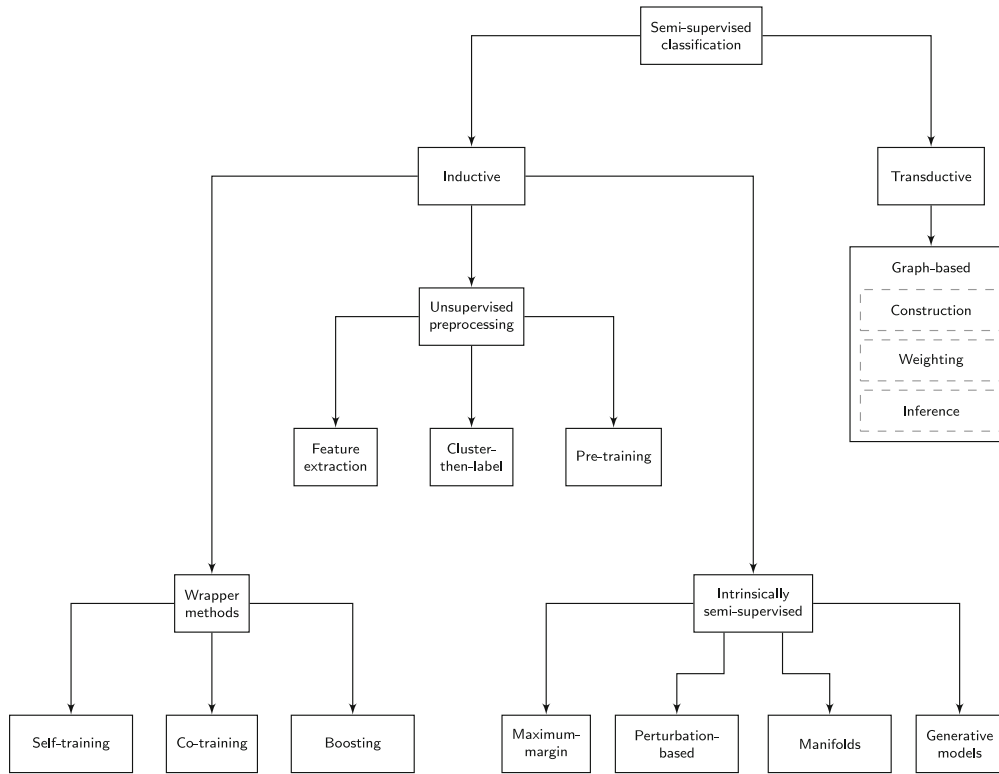 Semi-supervised
classification
Inductive
Transductive
Graph-based
Construction
Weighting
Inference
Unsupervised
preprocessing
Feature
extraction
Cluster-
then-label
Pre-training
Wrapper
methods
Intrinsically
semi-supervised
Self-training
Co-training
Boosting
Maximum-
margin
Perturbation-
based
Manifolds
Generative
models